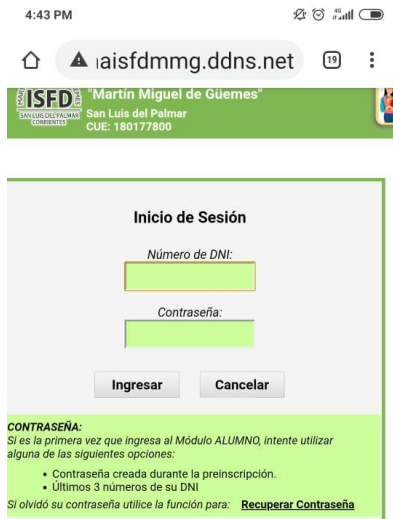 4:43 PM
4G
aisfdmmg.ddns.net
19
ISFD
SAN LUIS DEL PALMAR
CORRIENTES
"Martín Miguel de Güemes"
San Luis del Palmar
CUE: 180177800
Inicio de Sesión
Número de DNI:
Contraseña:
Ingresar Cancelar
CONTRASEÑA:
Si es la primera vez que ingresa al Módulo ALUMNO, intente utilizar
alguna de las siguientes opciones:
• Contraseña creada durante la preinscripción.
• Últimos 3 números de su DNI
Si olvidó su contraseña utilice la función para: Recuperar Contraseña